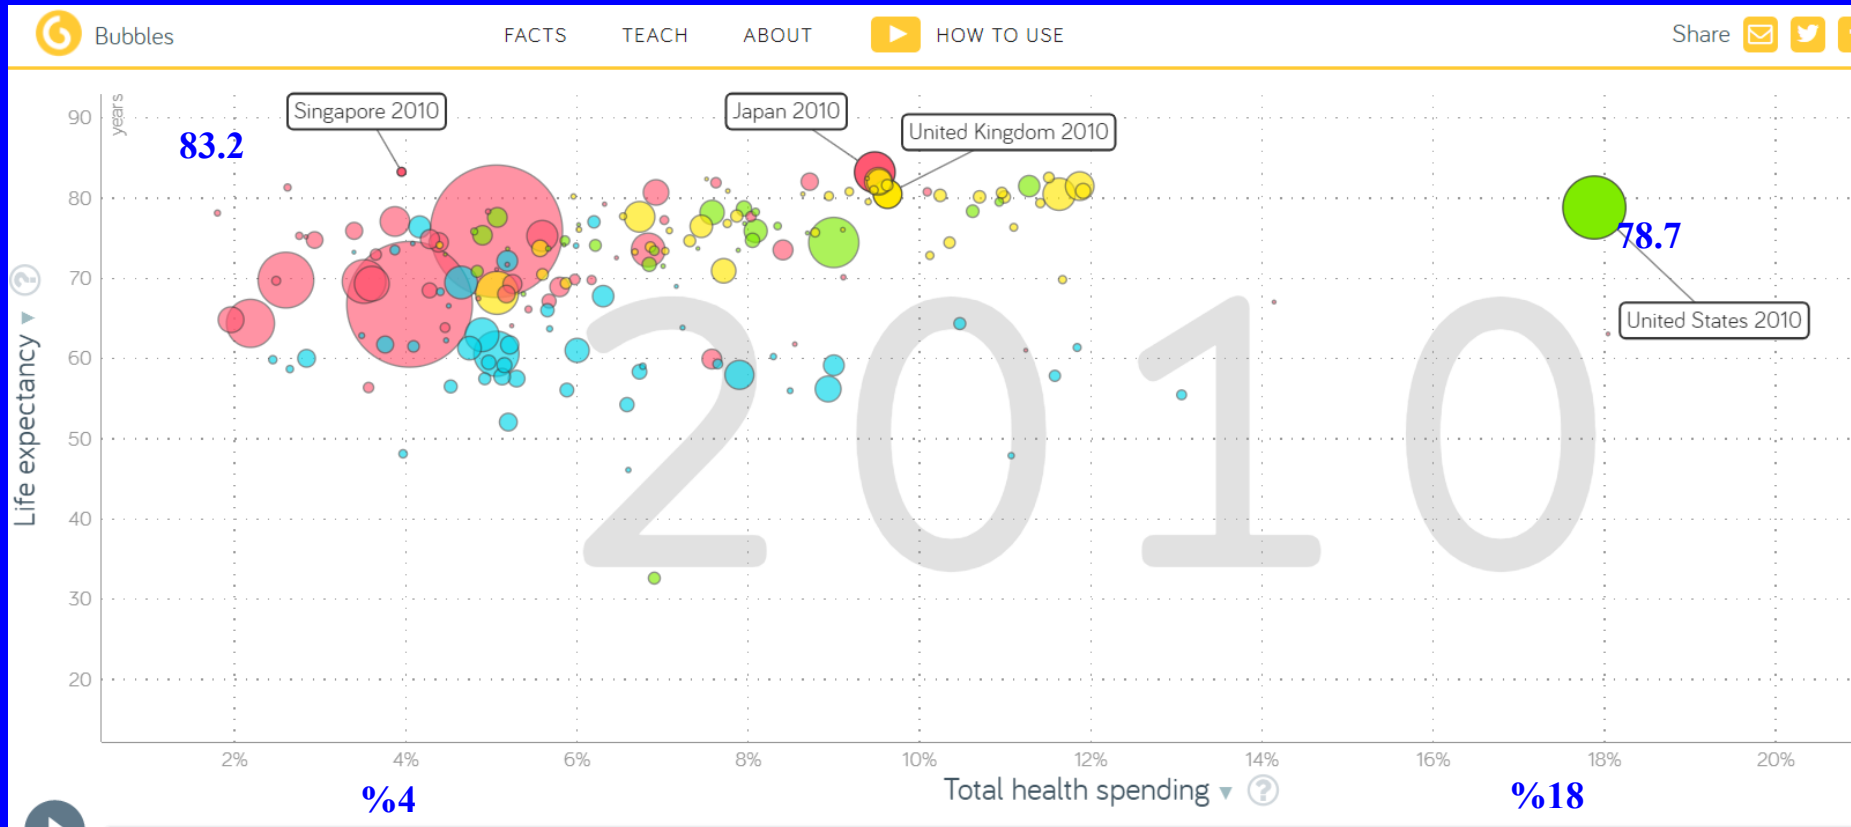 Bubbles FACTS TEACH ABOUT HOW TO USE Share
years
90
Singapore 2010
Japan 2010
United Kingdom 2010
83.2
80
78.7
70
United States 2010
60
50
40
30
20
Life expectancy
2010
2% 4% 6% 8% 10% 12% 14% 16% 18% 20%
Total health spending ?
%4 %18
?